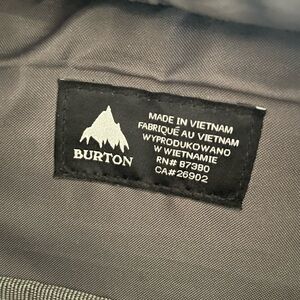 BURTON
MADE IN VIETNAM
FABRIQUÉ AU VIETNAM
WYPRODUKOWANO
W WIETNAMIE
RN# 87380
CA#26902